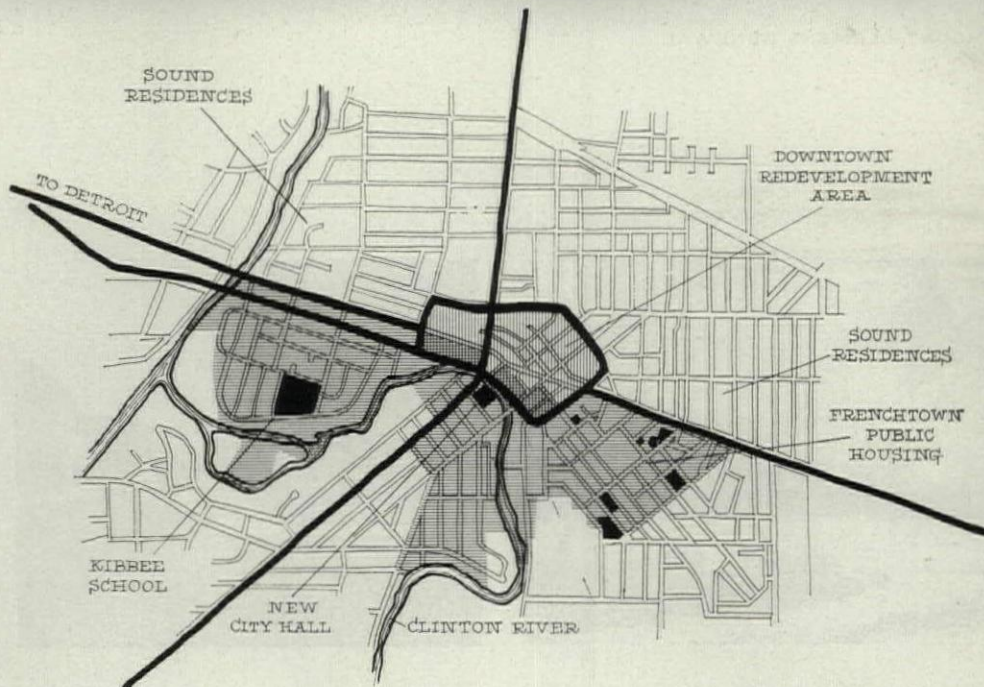 SOUND
RESIDENCES
TO DETROIT
DOWNTOWN
REDEVELOPMENT
AREA
SOUND
RESIDENCES
FRENCHTOWN
PUBLIC
HOUSING
KIBBEE
SCHOOL
NEW
CITY HALL
CLINTON RIVER